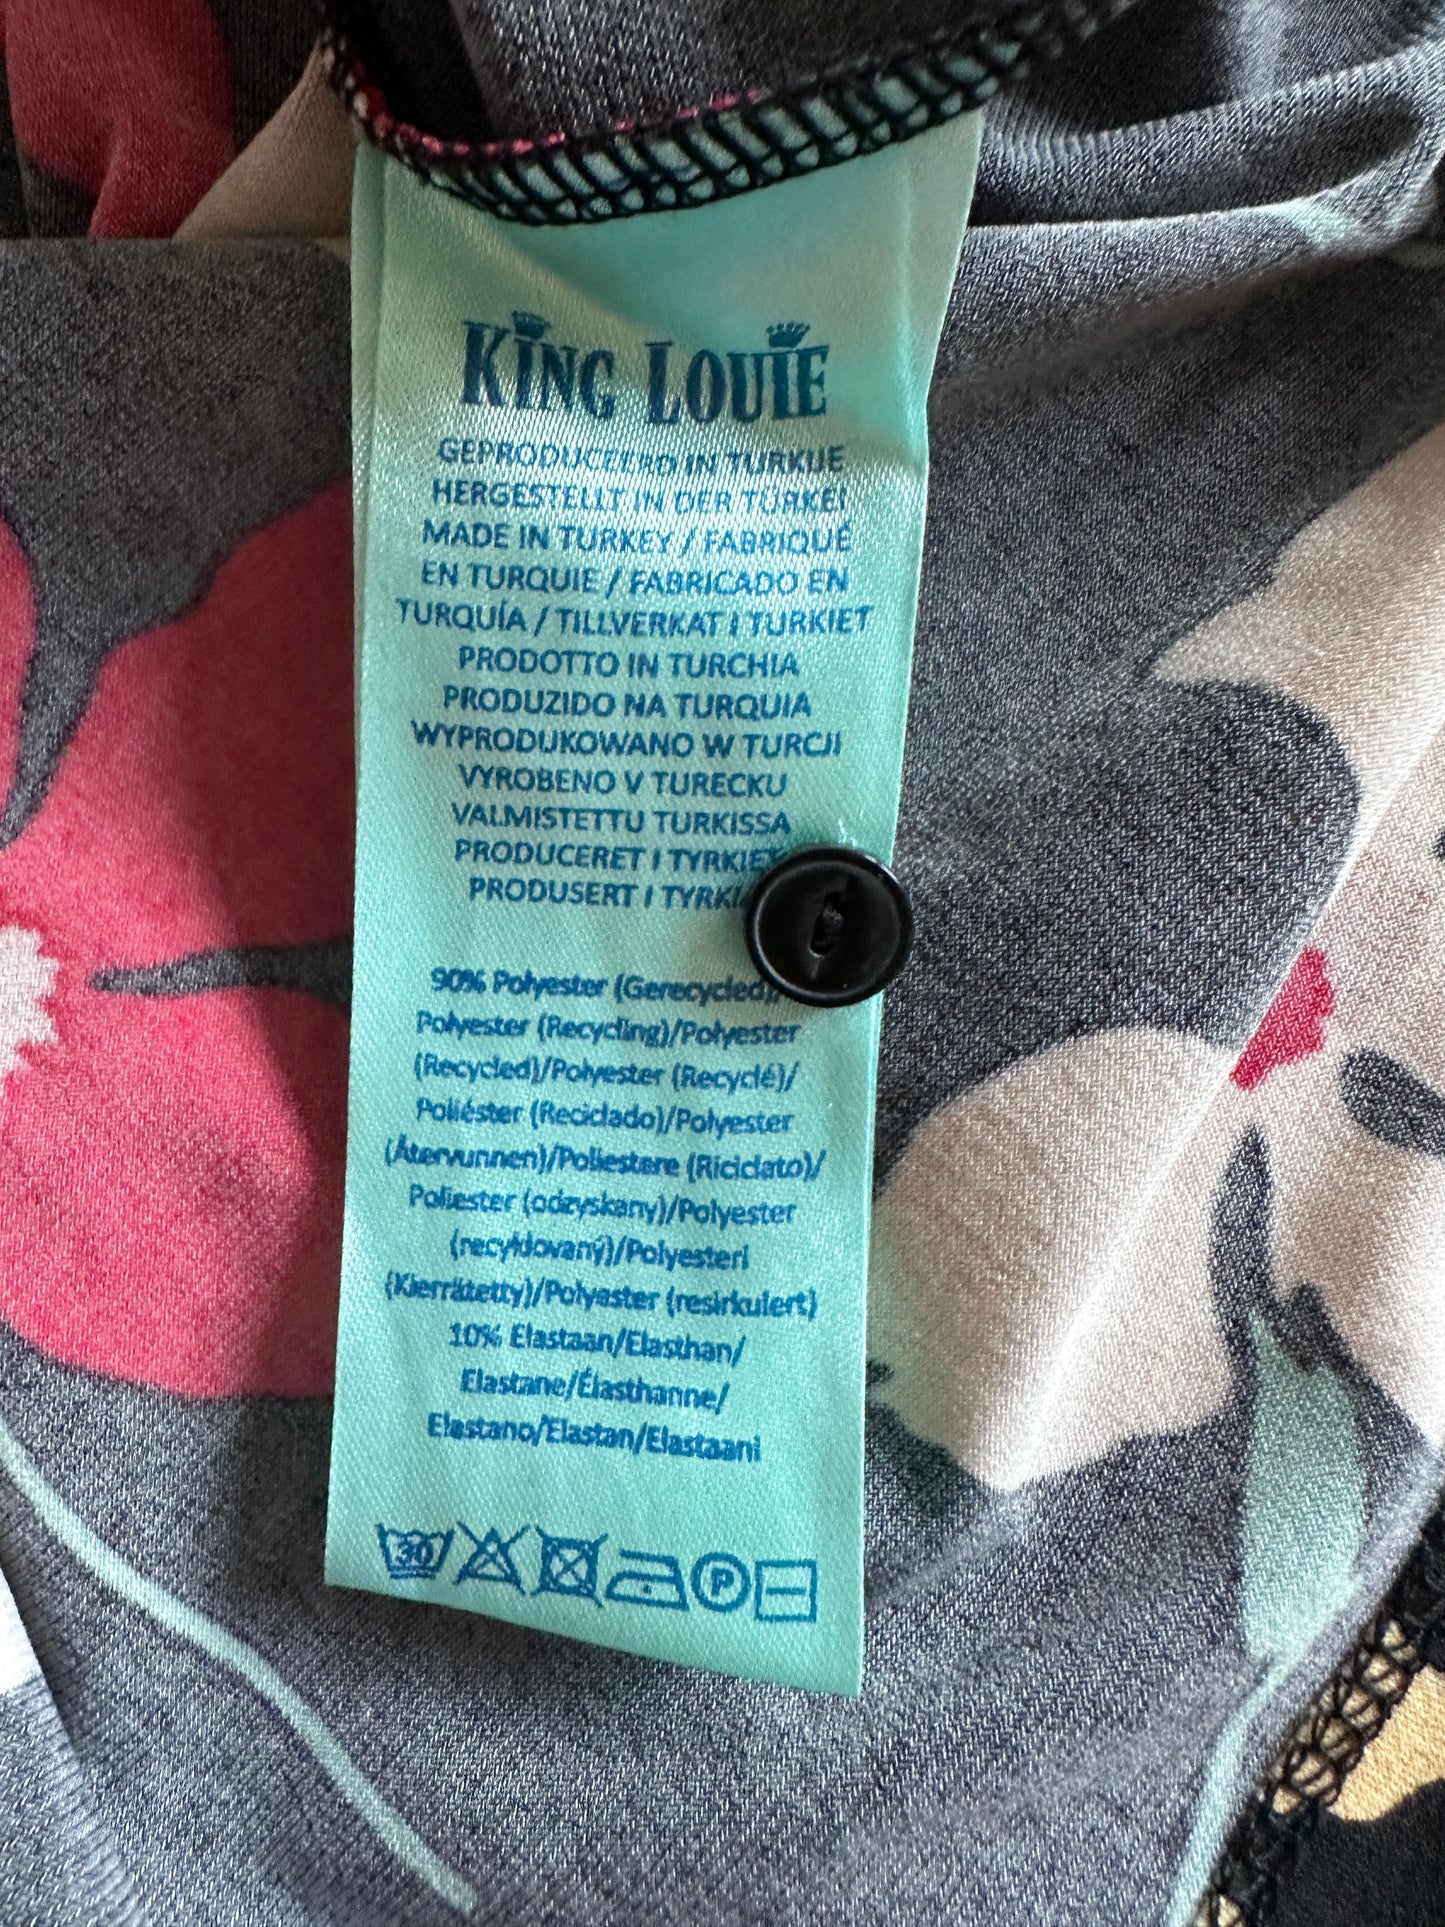 KING LOUIE
GEPRODUCEERD IN TURKIJE
HERGESTELLT IN DER TÜRKEI
MADE IN TURKEY / FABRIQUÉ
EN TURQUIE / FABRICADO EN
TURQUÍA / TILLVERKAT I TURKIET
PRODOTTO IN TURCHIA
PRODUZIDO NA TURQUIA
WYPRODUKOWANO W TURCJI
VYROBENO V TURECKU
VALMISTETTU TURKISSA
PRODUCERET I
PRODUSERT I
90% Polyester (Gerecycled)/
Polyester (Recycling)/Polyester
(Recycled)/Polyester (Recyclé)/
Poliéster (Reciclado)/Polyester
(Återvunnen)/Poliestere (Riciclato)/
Poliester (odzyskany)/Polyester
(recyklovaný)/Polyesteri
(Kierrätetty)/Polyester (resirkulert)
10% Elastaan/Elasthan/
Elastane/Élasthanne/
Elastano/Elastan/Elastaani
30 P